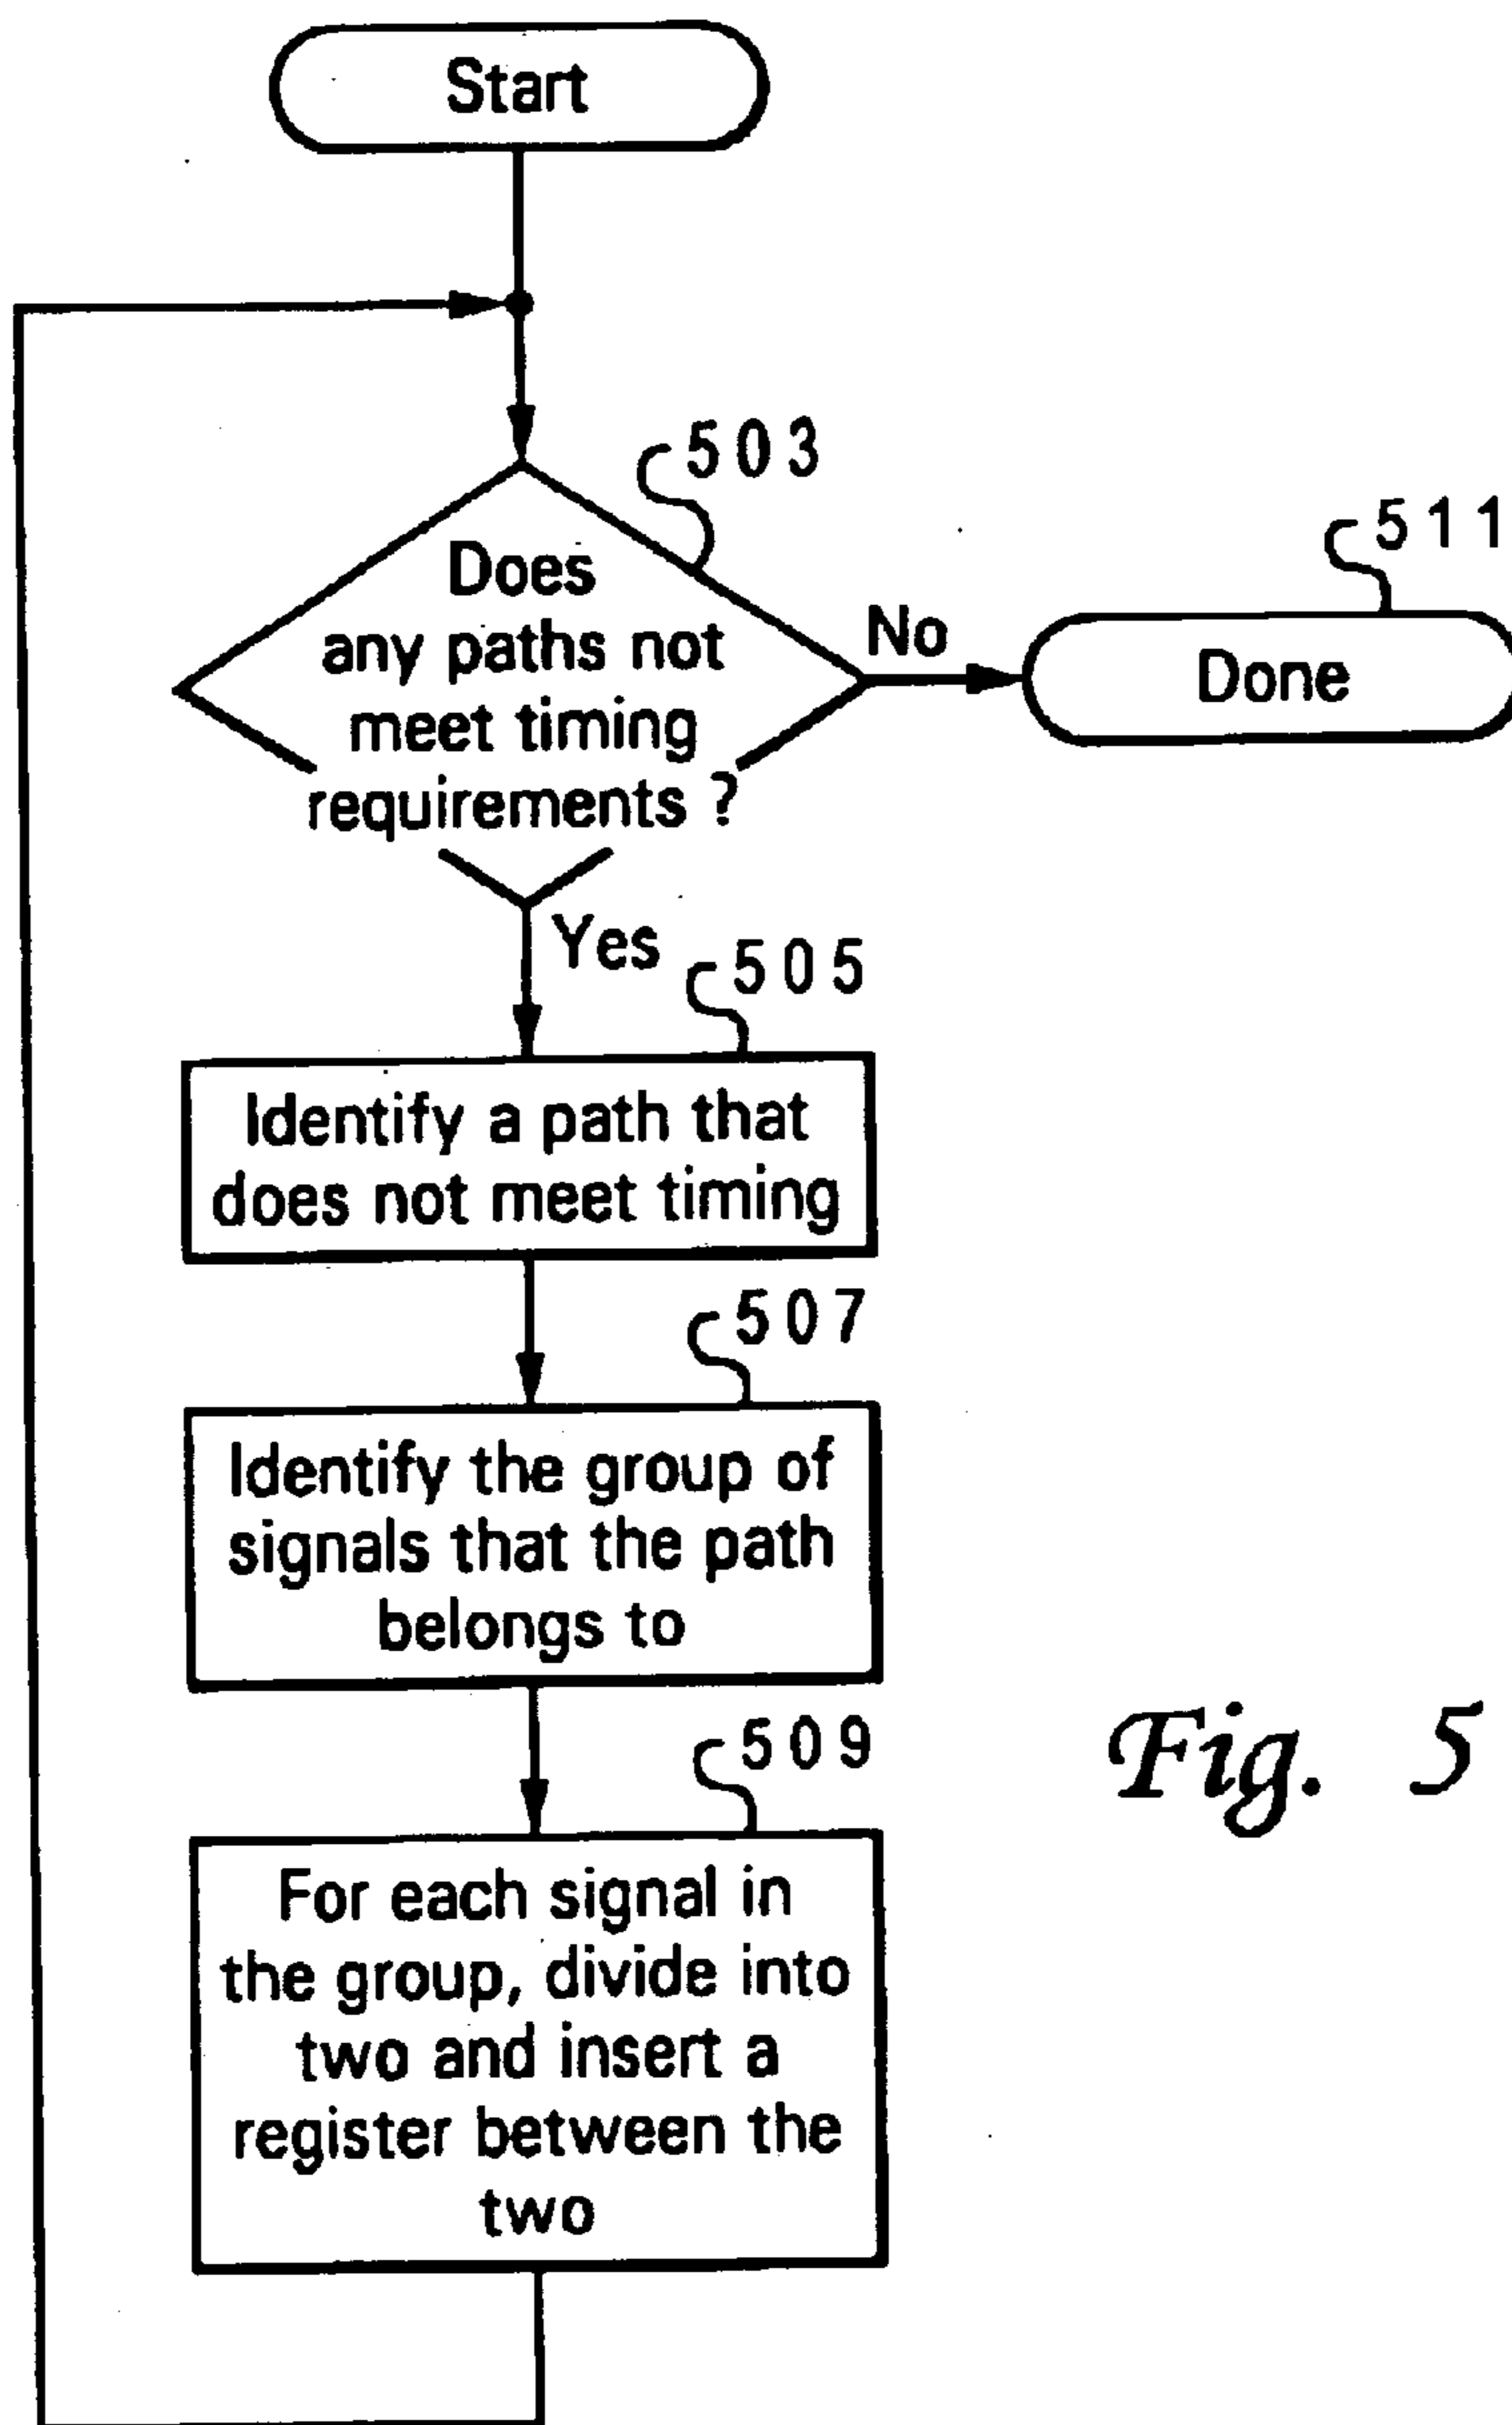 Start
503
Does
any paths not
meet timing
requirements ?
No
511
Done
Yes
505
Identify a path that
does not meet timing
507
Identify the group of
signals that the path
belongs to
509
For each signal in
the group, divide into
two and insert a
register between the
two
Fig. 5